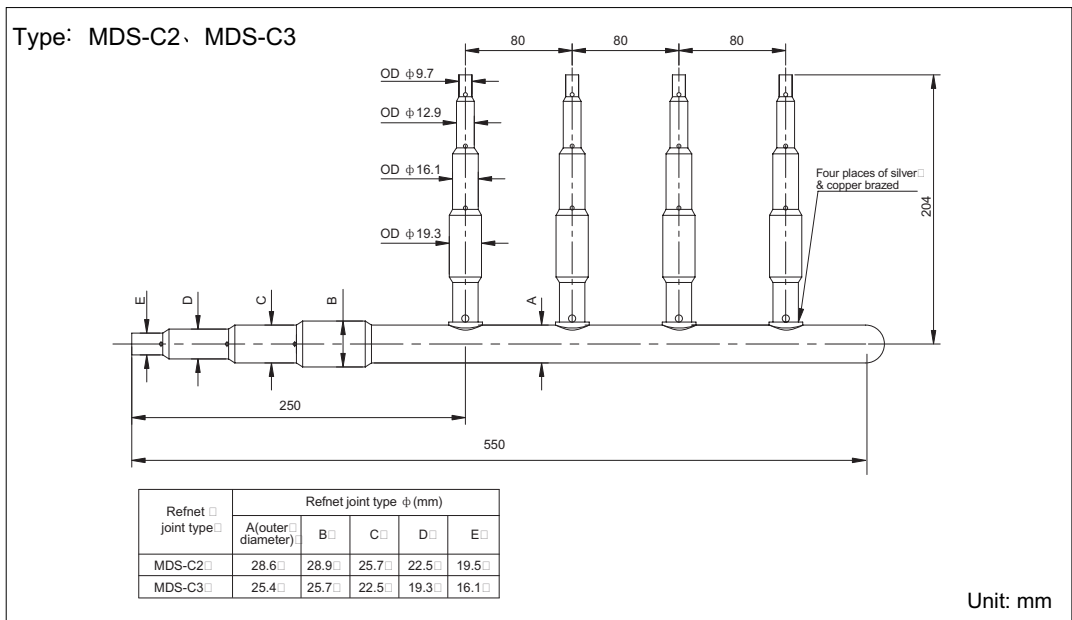 Type: MDS-C2、MDS-C3
80
80
80
OD φ9.7
OD φ12.9
OD φ16.1
OD φ19.3
Four places of silver□
& copper brazed
204
E
D
C
B
A
250
550
Refnet □
joint type□
Refnet joint type φ(mm)
A(outer□
diameter)□
B□
C□
D□
E□
MDS-C2□ 28.6□ 28.9□ 25.7□ 22.5□ 19.5□
MDS-C3□ 25.4□ 25.7□ 22.5□ 19.3□ 16.1□
Unit: mm